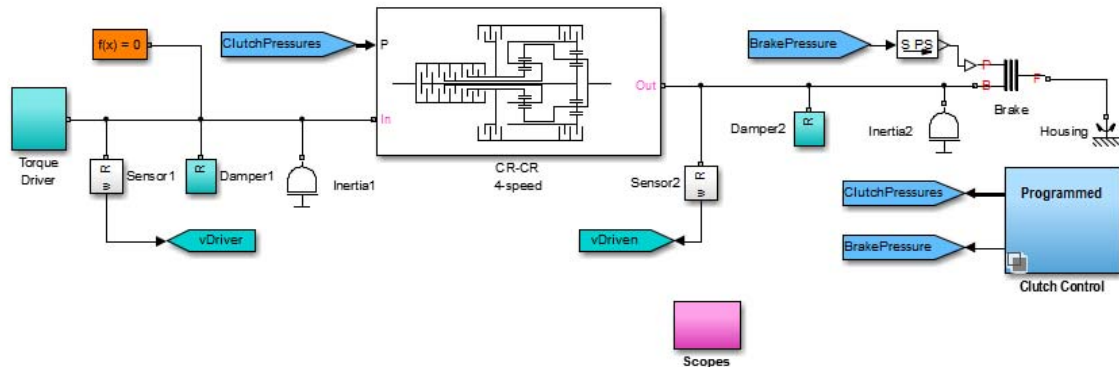 f(x) = 0
ClutchPressures
P
In
Out
CR-CR
4-speed
BrakePressure
S PS
P
B
F
Brake
Housing
Torque
Driver
w R
Sensor1
R
Damper1
Inertia1
Sensor2
w R
Damper2
R
Inertia2
vDriver
vDriven
ClutchPressures
BrakePressure
Programmed
Clutch Control
Scopes